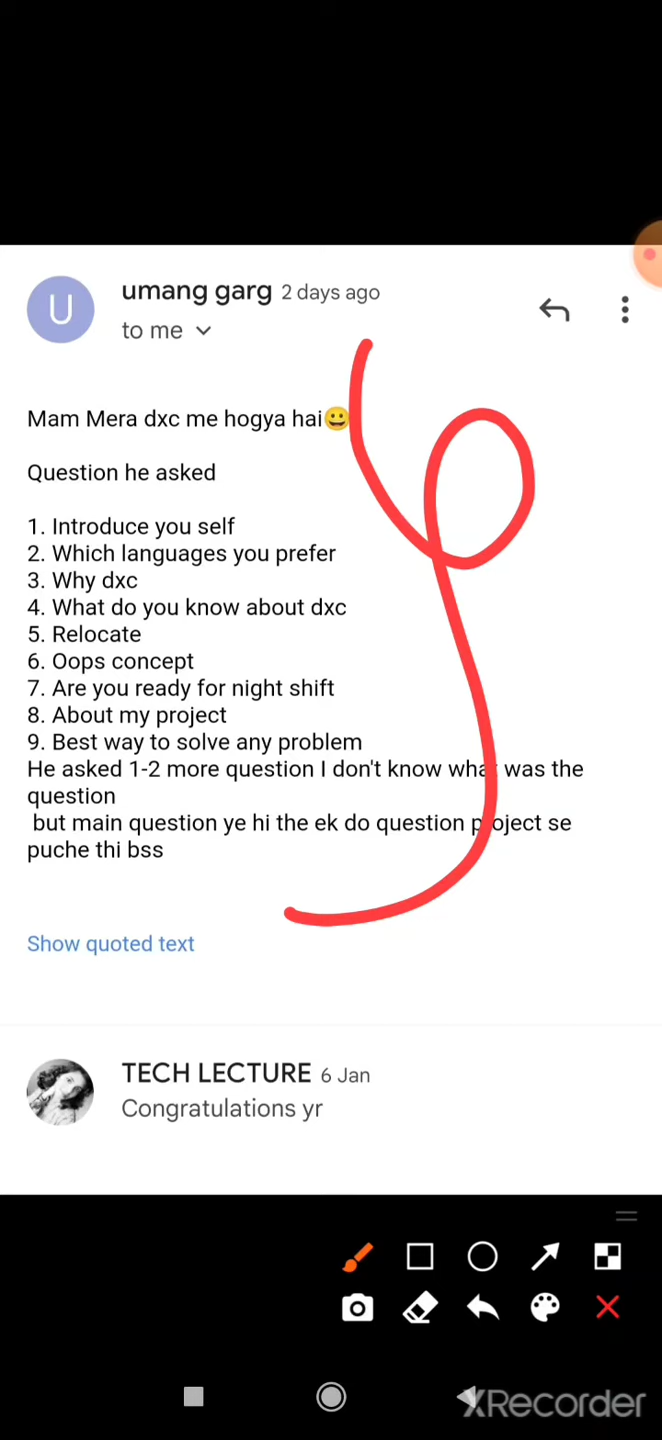 U
umang garg 2 days ago
to me
Mam Mera dxc me hogya hai😀
Question he asked
1. Introduce you self
2. Which languages you prefer
3. Why dxc
4. What do you know about dxc
5. Relocate
6. Oops concept
7. Are you ready for night shift
8. About my project
9. Best way to solve any problem
He asked 1-2 more question I don't know what was the
question
but main question ye hi the ek do question project se
puche thi bss
Show quoted text
TECH LECTURE 6 Jan
Congratulations yr
XRecorder